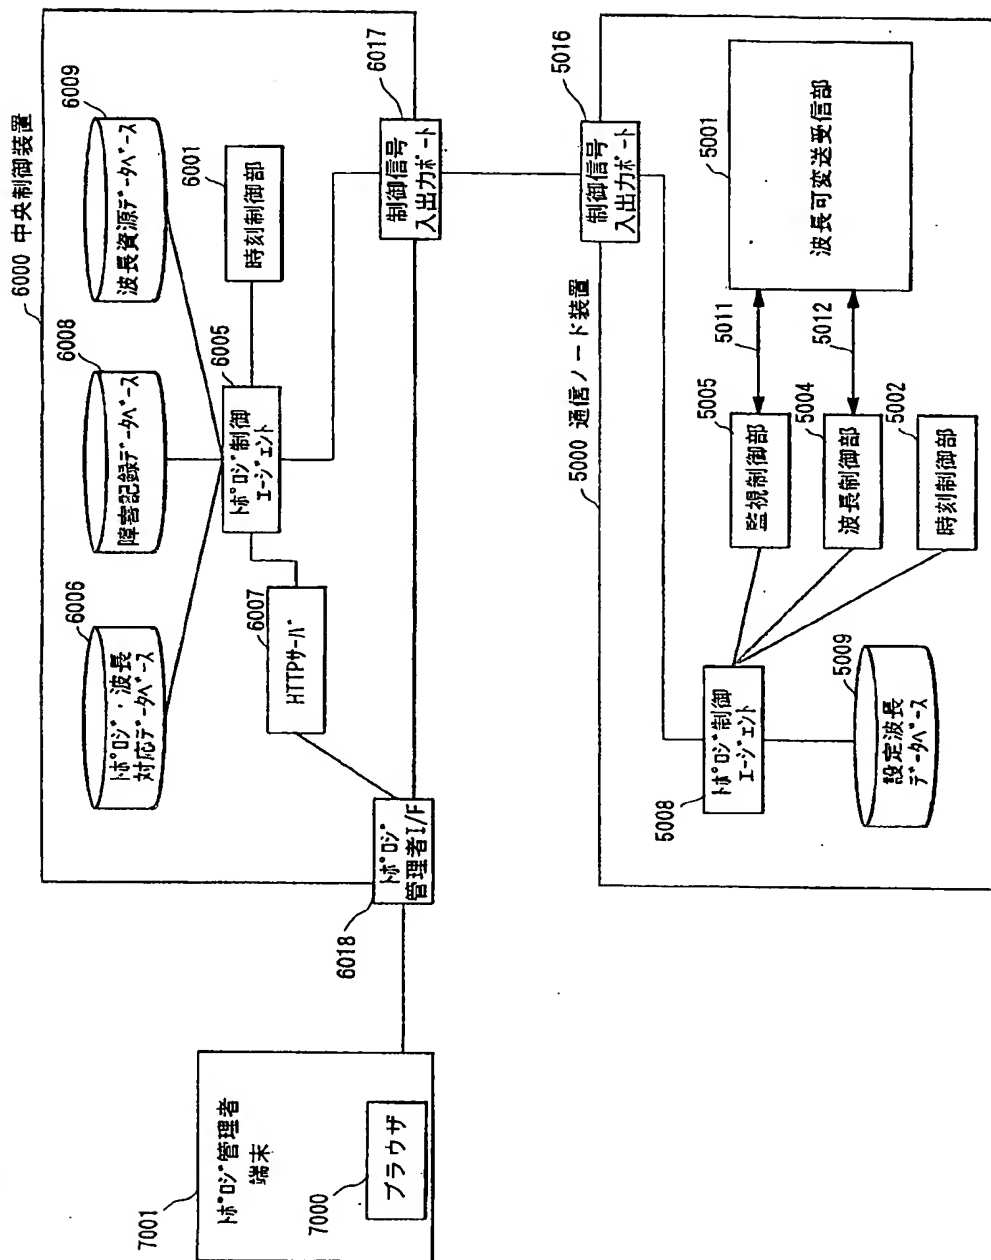 6000 中央制御装置
6006
トポロジ・波長
対応データベース
6008
障害記録データベース
6009
波長資源データベース
6005
トポロジ制御
エージェント
6001
時刻制御部
6007
HTTPサーバ
6018
トポロジ
管理者I/F
6017
制御信号
入出力ポート
7001
トポロジ管理者
端末
7000
ブラウザ
5000 通信ノード装置
5016
制御信号
入出力ポート
5008
トポロジ制御
エージェント
5009
設定波長
データベース
5005
監視制御部
5004
波長制御部
5002
時刻制御部
5011
5012
5001
波長可変送受信部